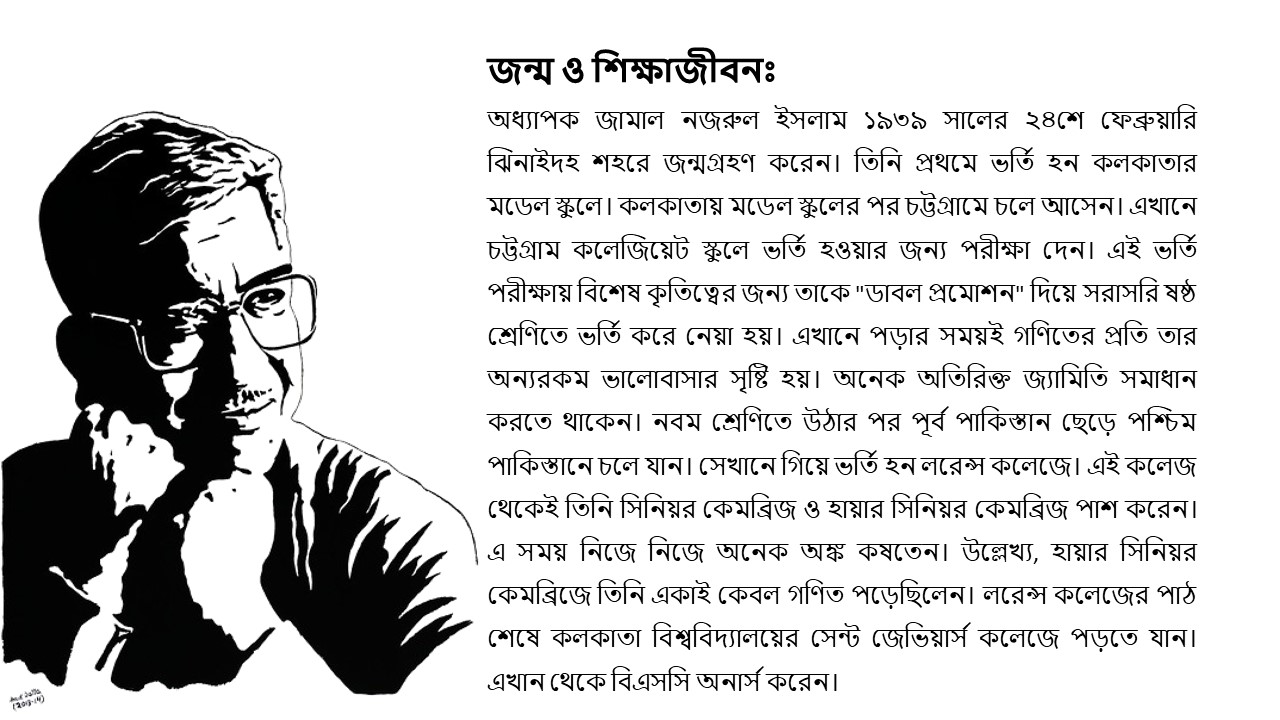 জন্ম ও শিক্ষাজীবনঃ
অধ্যাপক জামাল নজরুল ইসলাম ১৯৩৯ সালের ২৪শে ফেব্রুয়ারি
ঝিনাইদহ শহরে জন্মগ্রহণ করেন। তিনি প্রথমে ভর্তি হন কলকাতার
মডেল স্কুলে। কলকাতায় মডেল স্কুলের পর চট্টগ্রামে চলে আসেন। এখানে
চট্টগ্রাম কলেজিয়েট স্কুলে ভর্তি হওয়ার জন্য পরীক্ষা দেন। এই ভর্তি
পরীক্ষায় বিশেষ কৃতিত্বের জন্য তাকে "ডাবল প্রমোশন" দিয়ে সরাসরি ষষ্ঠ
শ্রেণিতে ভর্তি করে নেয়া হয়। এখানে পড়ার সময়ই গণিতের প্রতি তার
অন্যরকম ভালোবাসার সৃষ্টি হয়। অনেক অতিরিক্ত জ্যামিতি সমাধান
করতে থাকেন। নবম শ্রেণিতে উঠার পর পূর্ব পাকিস্তান ছেড়ে পশ্চিম
পাকিস্তানে চলে যান। সেখানে গিয়ে ভর্তি হন লরেন্স কলেজে। এই কলেজ
থেকেই তিনি সিনিয়র কেমব্রিজ ও হায়ার সিনিয়র কেমব্রিজ পাশ করেন।
এ সময় নিজে নিজে অনেক অঙ্ক কষতেন। উল্লেখ্য, হায়ার সিনিয়র
কেমব্রিজে তিনি একাই কেবল গণিত পড়েছিলেন। লরেন্স কলেজের পাঠ
শেষে কলকাতা বিশ্ববিদ্যালয়ের সেন্ট জেভিয়ার্স কলেজে পড়তে যান।
এখান থেকে বিএসসি অনার্স করেন।
(2013-14)